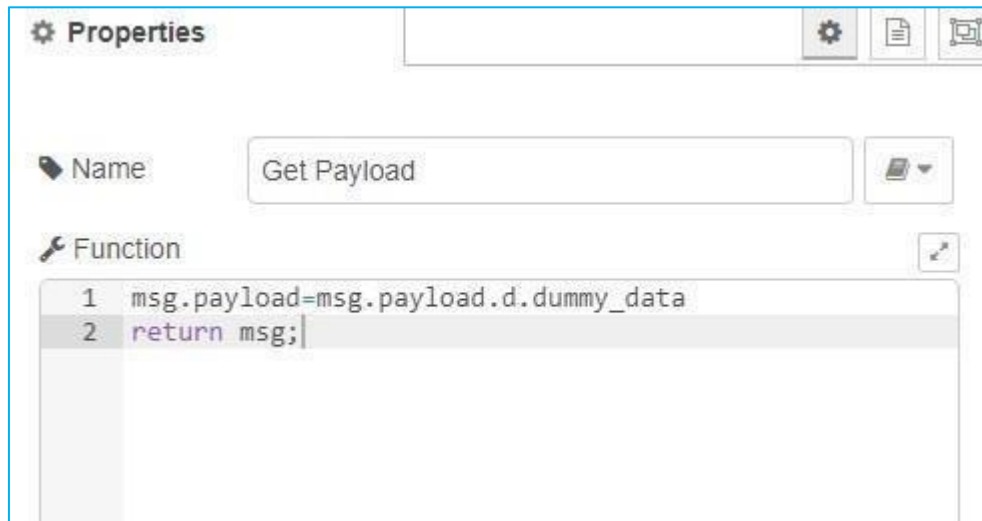 Properties
Name
Get Payload
Function
1 msg.payload=msg.payload.d.dummy_data
2 return msg;